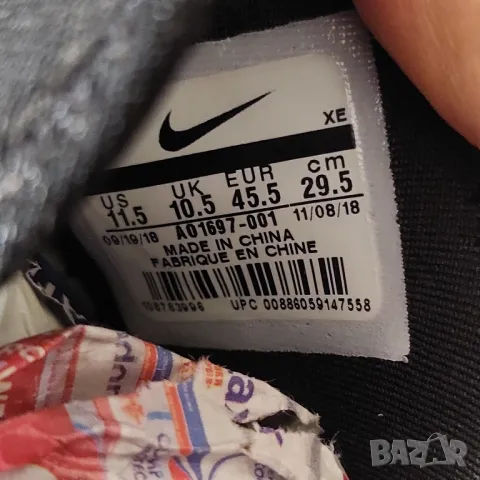 XE
US UK EUR cm
11.5 10.5 45.5 29.5
09/19/18 AO1697-001 11/08/18
MADE IN CHINA
FABRIQUE EN CHINE
UPC 00886059147558
BAZAR